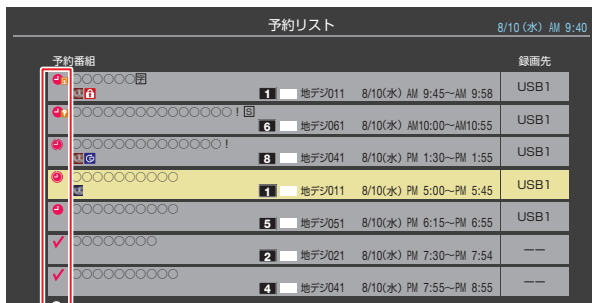 予約リスト
8/10(水) AM 9:40
予約番組
録画先
○○○○○○字
1 地デジ011 8/10(水) AM 9:45～AM 9:58 USB1
○○○○○○○○○○○○○○○！S
6 地デジ061 8/10(水) AM10:00～AM10:55 USB1
○○○○○○○○○○○○○○！
8 地デジ041 8/10(水) PM 1:30～PM 1:55 USB1
○○○○○○○○○○
1 地デジ011 8/10(水) PM 5:00～PM 5:45 USB1
○○○○○○○○○○
5 地デジ051 8/10(水) PM 6:15～PM 6:55 USB1
○○○○○○○○
2 地デジ021 8/10(水) PM 7:30～PM 7:54 ーー
○○○○○○○○○○
4 地デジ041 8/10(水) PM 7:55～PM 8:55 ーー